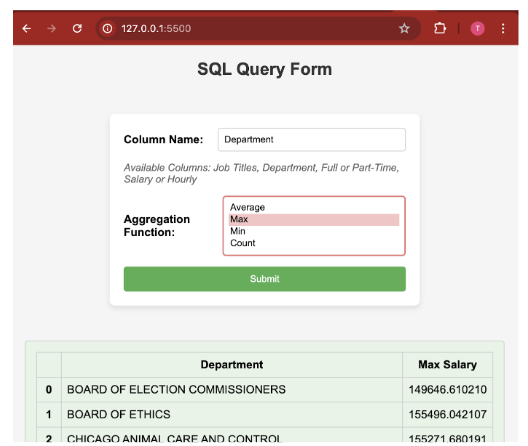 127.0.0.1:5500
T
SQL Query Form
Column Name: Department
Available Columns: Job Titles, Department, Full or Part-Time,
Salary or Hourly
Aggregation Function:
Average
Max
Min
Count
Submit
Department Max Salary
0 BOARD OF ELECTION COMMISSIONERS 149646.610210
1 BOARD OF ETHICS 155496.042107
2 CHICAGO ANIMAL CARE AND CONTROL 155271.680191